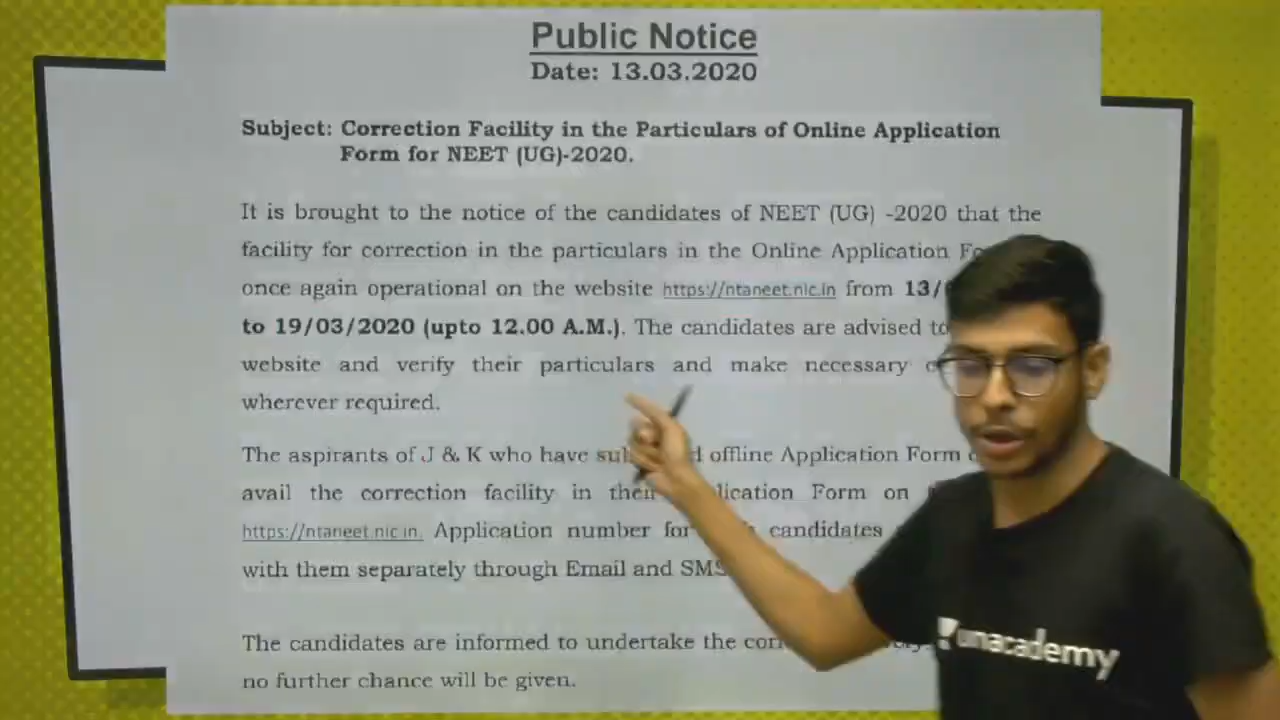 Public Notice
Date: 13.03.2020
Subject: Correction Facility in the Particulars of Online Application
Form for NEET (UG)-2020.
It is brought to the notice of the candidates of NEET (UG) -2020 that the
facility for correction in the particulars in the Online Application
once again operational on the website https://ntaneet.nic.in from 13/
to 19/03/2020 (upto 12.00 A.M.). The candidates are advised to
website and verify their particulars and make necessary
wherever required.
The aspirants of J & K who have offline Application Form
avail the correction facility in their Form on
https://ntaneet.nic in. Application number for candidates
with them separately through Email and SMS
The candidates are informed to undertake the
no further chance will be given.
unacademy